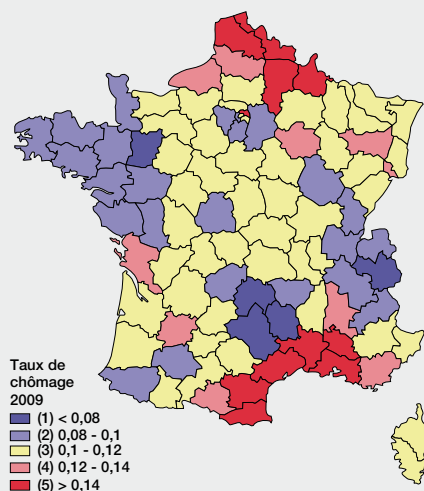 Taux de
chômage
2009
(1) < 0,08
(2) 0,08 - 0,1
(3) 0,1 - 0,12
(4) 0,12 - 0,14
(5) > 0,14